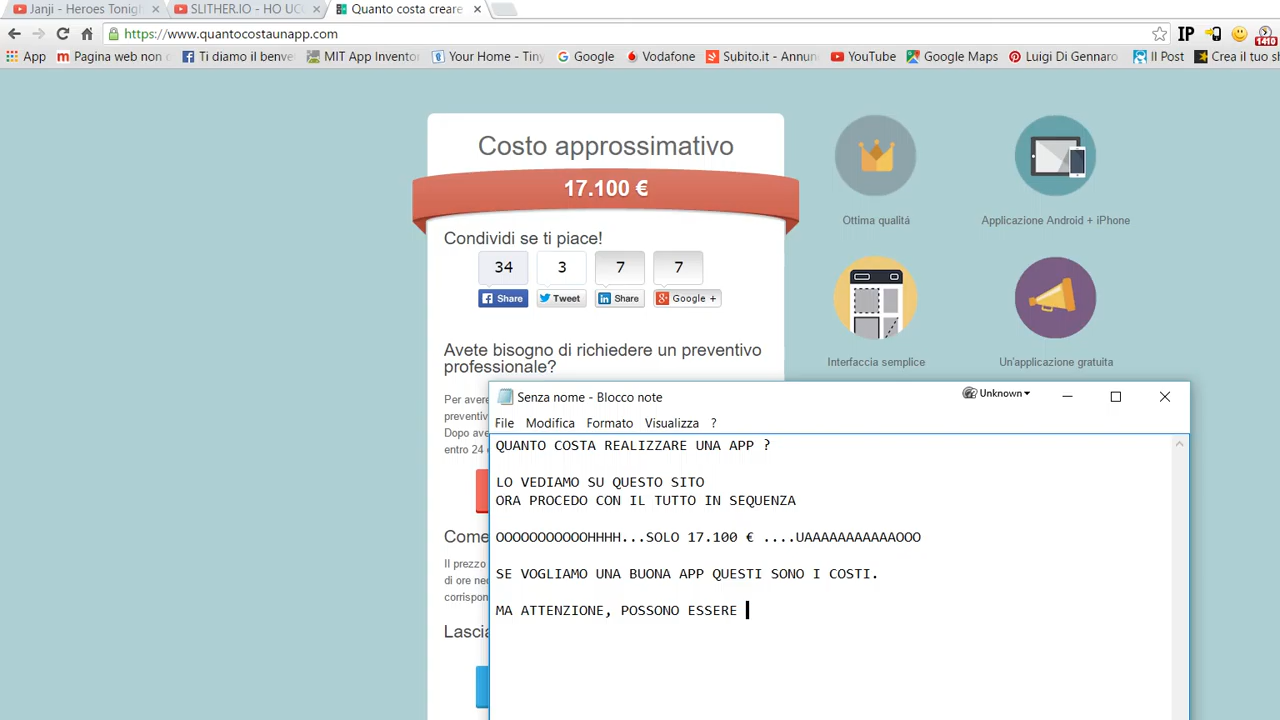 Janji - Heroes Tonigh
SLITHER.IO - HO UC
Quanto costa creare
https://www.quantocostaunapp.com
IP
1410
App
Pagina web non
Ti diamo il benve
MIT App Inventor
Your Home - Tiny
Google
Vodafone
Subito.it - Annun
YouTube
Google Maps
Luigi Di Gennaro
Il Post
Crea il tuo s
Costo approssimativo
17.100 €
Condividi se ti piace!
34 3 7 7
Share Tweet Share Google +
Avete bisogno di richiedere un preventivo
professionale?
Per avere
preventiv
Dopo ave
entro 24
Come
Il prezzo
di ore ne
corrispon
Lascia
Ottima qualitá
Applicazione Android + iPhone
Interfaccia semplice
Un'applicazione gratuita
Senza nome - Blocco note
Unknown
File Modifica Formato Visualizza ?
QUANTO COSTA REALIZZARE UNA APP ?
LO VEDIAMO SU QUESTO SITO
ORA PROCEDO CON IL TUTTO IN SEQUENZA
OOOOOOOOOOOHHHH...SOLO 17.100 € ....UAAAAAAAAAAAOOO
SE VOGLIAMO UNA BUONA APP QUESTI SONO I COSTI.
MA ATTENZIONE, POSSONO ESSERE